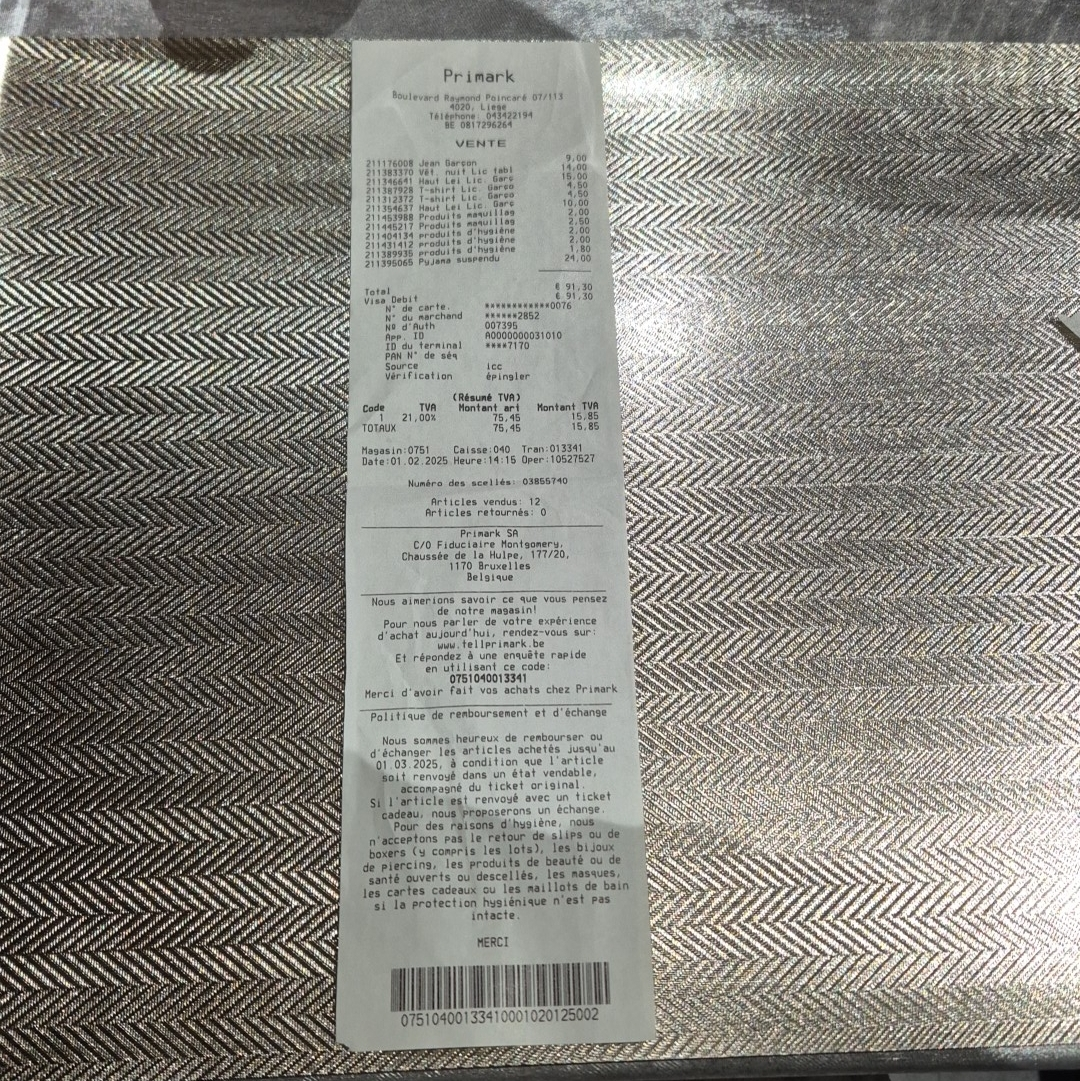 Primark
Boulevard Raymond Poincaré 07/113
4020, Liege
Téléphone: 043422194
BE 0817296264
VENTE
211176008 Jean Garçon 9,00
211383370 Vêt. nuit Lic tabl 14,00
211346641 Haut Lei Lic. Garç 15,00
211387928 T-shirt Lic. Garço 4,50
211312372 T-shirt Lic. Garço 4,50
211354637 Haut Lei Lic. Garç 10,00
211453988 Produits maquillag 2,00
211445217 Produits maquillag 2,50
211404134 produits d'hygiène 2,00
211431412 produits d'hygiène 2,00
211389935 produits d'hygiène 1,80
211395065 Pyjama suspendu 24,00
Total € 91,30
Visa Debit € 91,30
N° de carte. ************0076
N° du marchand ******2852
Nº d'Auth 007395
App. ID A0000000031010
ID du terminal ****7170
PAN N° de séq
Source icc
Vérification épingler
(Résumé TVA)
Code TVA Montant art Montant TVA
1 21,00% 75,45 15,85
TOTAUX 75,45 15,85
Magasin:0751 Caisse:040 Tran:013341
Date:01.02.2025 Heure:14:15 Oper:10527527
Numéro des scellés: 03855740
Articles vendus: 12
Articles retournés: 0
Primark SA
C/O Fiduciaire Montgomery,
Chaussée de la Hulpe, 177/20,
1170 Bruxelles
Belgique
Nous aimerions savoir ce que vous pensez
de notre magasin!
Pour nous parler de votre expérience
d'achat aujourd'hui, rendez-vous sur:
www.tellprimark.be
Et répondez à une enquête rapide
en utilisant ce code:
0751040013341
Merci d'avoir fait vos achats chez Primark
Politique de remboursement et d'échange
Nous sommes heureux de rembourser ou
d'échanger les articles achetés jusqu'au
01.03.2025, à condition que l'article
soit renvoyé dans un état vendable,
accompagné du ticket original.
Si l'article est renvoyé avec un ticket
cadeau, nous proposerons un échange.
Pour des raisons d'hygiène, nous
n'acceptons pas le retour de slips ou de
boxers (y compris les lots), les bijoux
de piercing, les produits de beauté ou de
santé ouverts ou descellés, les masques,
les cartes cadeaux ou les maillots de bain
si la protection hygiénique n'est pas
intacte.
MERCI
07510400133410001020125002